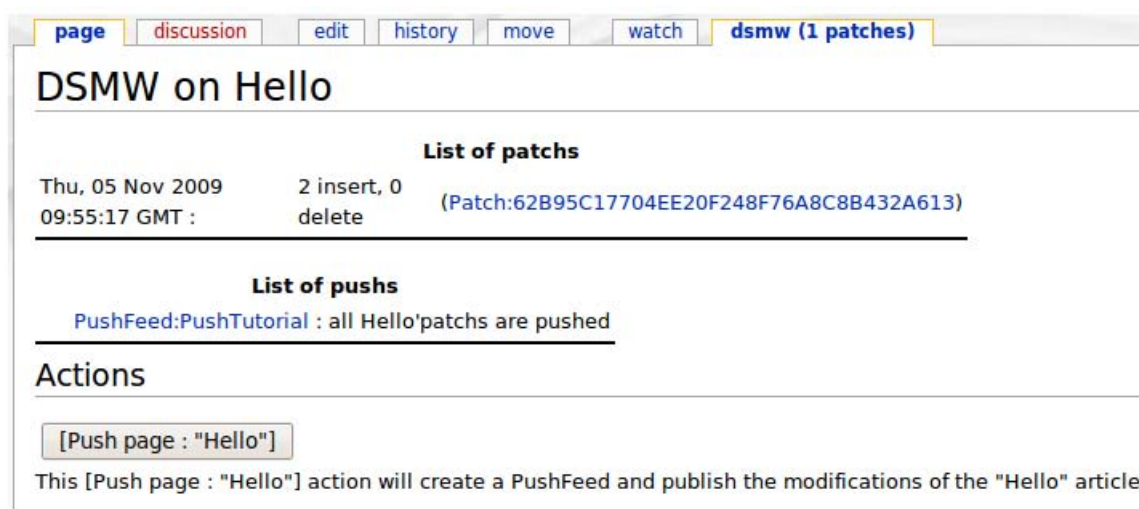 page discussion edit history move watch dsmw (1 patches)
DSMW on Hello
List of patchs
Thu, 05 Nov 2009 09:55:17 GMT : 2 insert, 0 delete (Patch:62B95C17704EE20F248F76A8C8B432A613)
List of pushs
PushFeed:PushTutorial : all Hello'patchs are pushed
Actions
[Push page : "Hello"]
This [Push page : "Hello"] action will create a PushFeed and publish the modifications of the "Hello" article